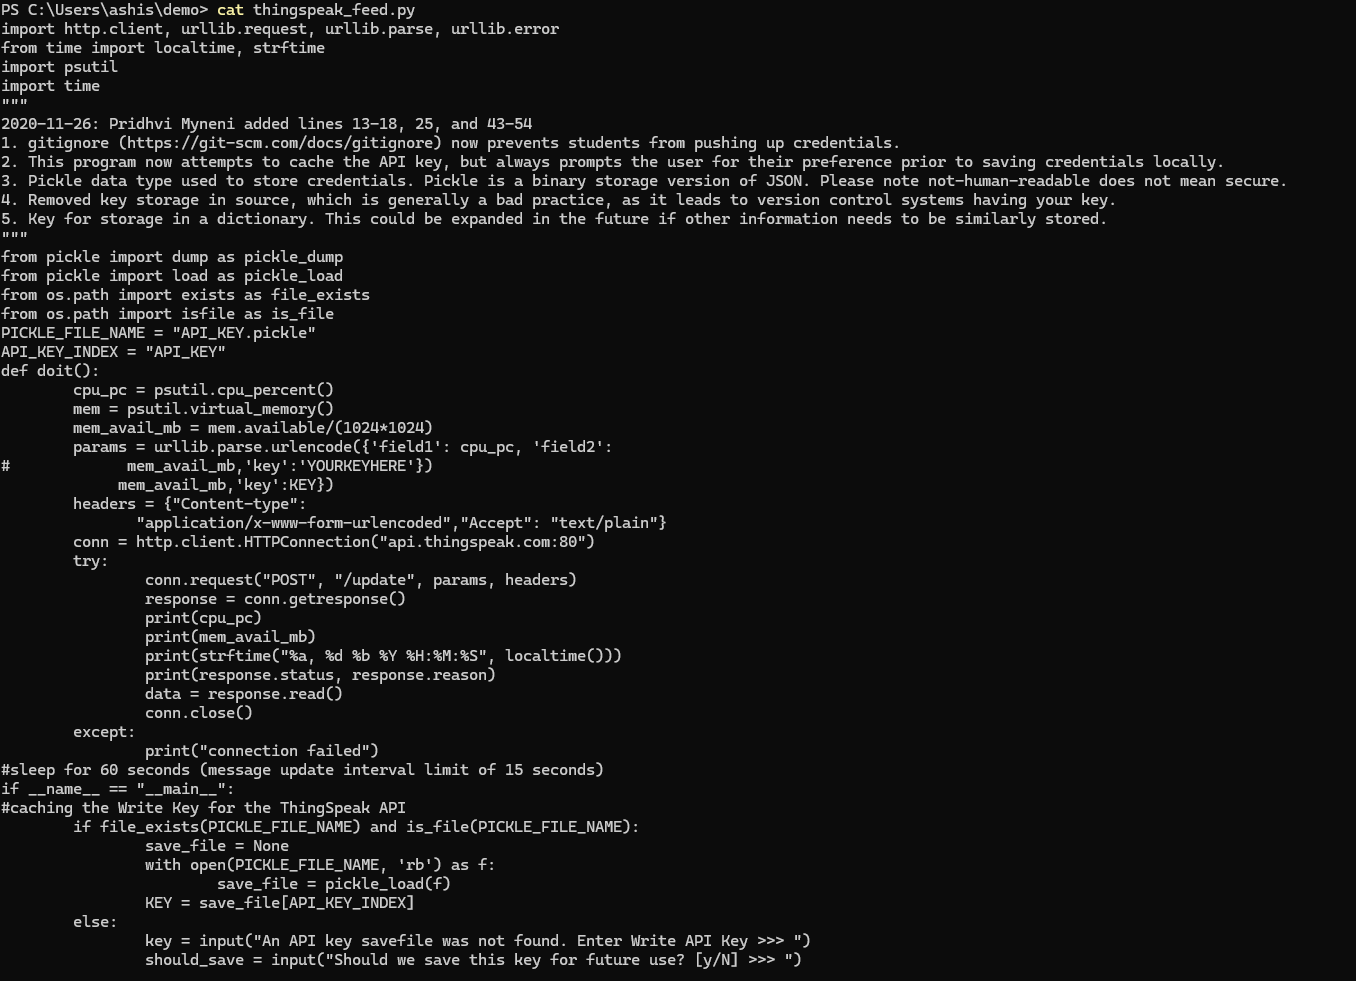 PS C:\Users\ashis\demo> cat thingspeak_feed.py
import http.client, urllib.request, urllib.parse, urllib.error
from time import localtime, strftime
import psutil
import time
"""
2020-11-26: Pridhvi Myneni added lines 13-18, 25, and 43-54
1. gitignore (https://git-scm.com/docs/gitignore) now prevents students from pushing up credentials.
2. This program now attempts to cache the API key, but always prompts the user for their preference prior to saving credentials locally.
3. Pickle data type used to store credentials. Pickle is a binary storage version of JSON. Please note not-human-readable does not mean secure.
4. Removed key storage in source, which is generally a bad practice, as it leads to version control systems having your key.
5. Key for storage in a dictionary. This could be expanded in the future if other information needs to be similarly stored.
"""
from pickle import dump as pickle_dump
from pickle import load as pickle_load
from os.path import exists as file_exists
from os.path import isfile as is_file
PICKLE_FILE_NAME = "API_KEY.pickle"
API_KEY_INDEX = "API_KEY"
def doit():
        cpu_pc = psutil.cpu_percent()
        mem = psutil.virtual_memory()
        mem_avail_mb = mem.available/(1024*1024)
        params = urllib.parse.urlencode({'field1': cpu_pc, 'field2':
#             mem_avail_mb,'key':'YOURKEYHERE'})
             mem_avail_mb,'key':KEY})
        headers = {"Content-type":
               "application/x-www-form-urlencoded","Accept": "text/plain"}
        conn = http.client.HTTPConnection("api.thingspeak.com:80")
        try:
                conn.request("POST", "/update", params, headers)
                response = conn.getresponse()
                print(cpu_pc)
                print(mem_avail_mb)
                print(strftime("%a, %d %b %Y %H:%M:%S", localtime()))
                print(response.status, response.reason)
                data = response.read()
                conn.close()
        except:
                print("connection failed")
#sleep for 60 seconds (message update interval limit of 15 seconds)
if __name__ == "__main__":
#caching the Write Key for the ThingSpeak API
        if file_exists(PICKLE_FILE_NAME) and is_file(PICKLE_FILE_NAME):
                save_file = None
                with open(PICKLE_FILE_NAME, 'rb') as f:
                        save_file = pickle_load(f)
                KEY = save_file[API_KEY_INDEX]
        else:
                key = input("An API key savefile was not found. Enter Write API Key >>> ")
                should_save = input("Should we save this key for future use? [y/N] >>> ")